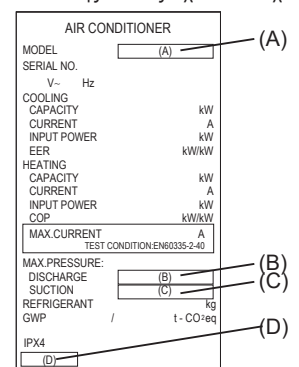 AIR CONDITIONER
MODEL (A) (A)
SERIAL NO.
V~ Hz
COOLING
CAPACITY kW
CURRENT A
INPUT POWER kW
EER kW/kW
HEATING
CAPACITY kW
CURRENT A
INPUT POWER kW
COP kW/kW
MAX.CURRENT A
TEST CONDITION:EN60335-2-40
MAX.PRESSURE:
DISCHARGE (B) (B)
SUCTION (C) (C)
REFRIGERANT kg
GWP / t - CO2eq
IPX4
(D) (D)